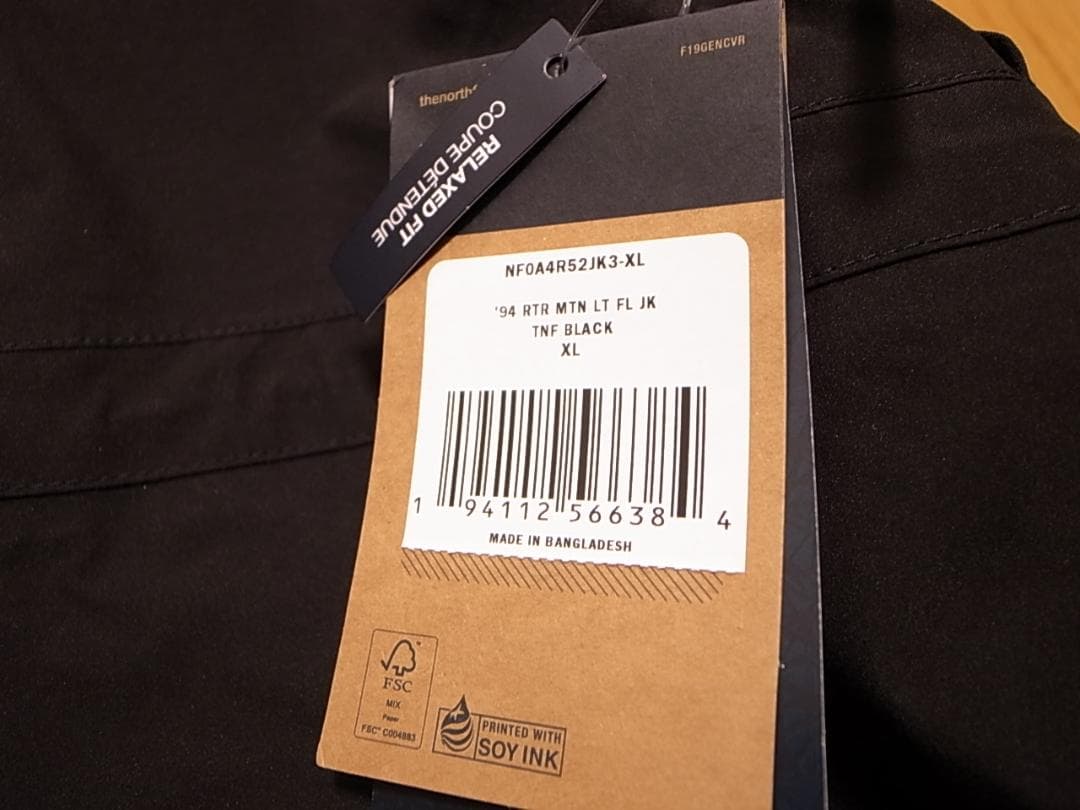 F19GENCVR
thenorth
RELAXED FIT
COUPE DÉTENDUE
NF0A4R52JK3-XL
'94 RTR MTN LT FL JK
TNF BLACK
XL
1 94112 56638 4
MADE IN BANGLADESH
FSC
MIX
Paper
FSC® C004883
PRINTED WITH
SOY INK